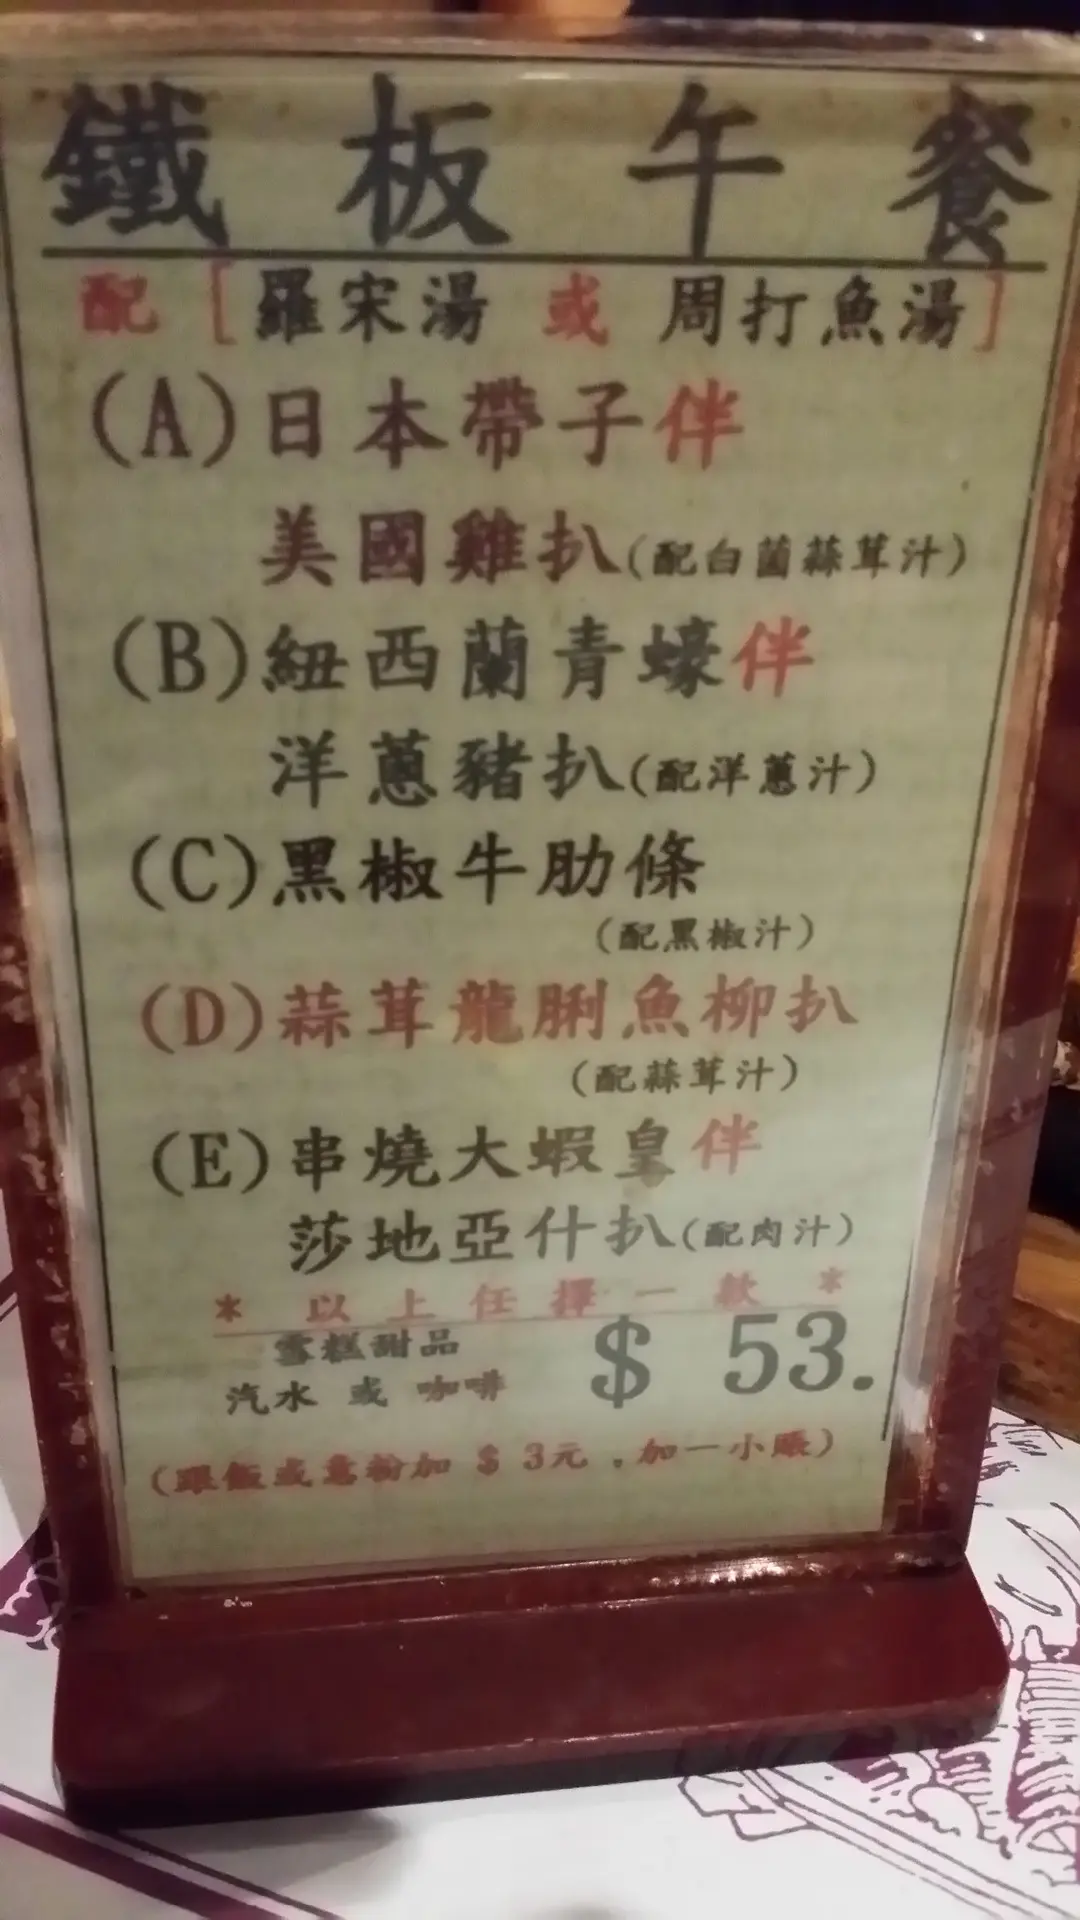 鐵板午餐
配[羅宋湯 或 周打魚湯]
(A)日本帶子伴
美國雞扒(配白菌蒜茸汁)
(B)紐西蘭青蠔伴
洋蔥豬扒(配洋蔥汁)
(C)黑椒牛肋條
(配黑椒汁)
(D)蒜茸龍脷魚柳扒
(配蒜茸汁)
(E)串燒大蝦皇伴
莎地亞什扒(配肉汁)
* 以上任擇一款 *
雪糕甜品
汽水 或 咖啡
$ 53.
(跟飯或意粉加 $ 3元 . 加一小賬)